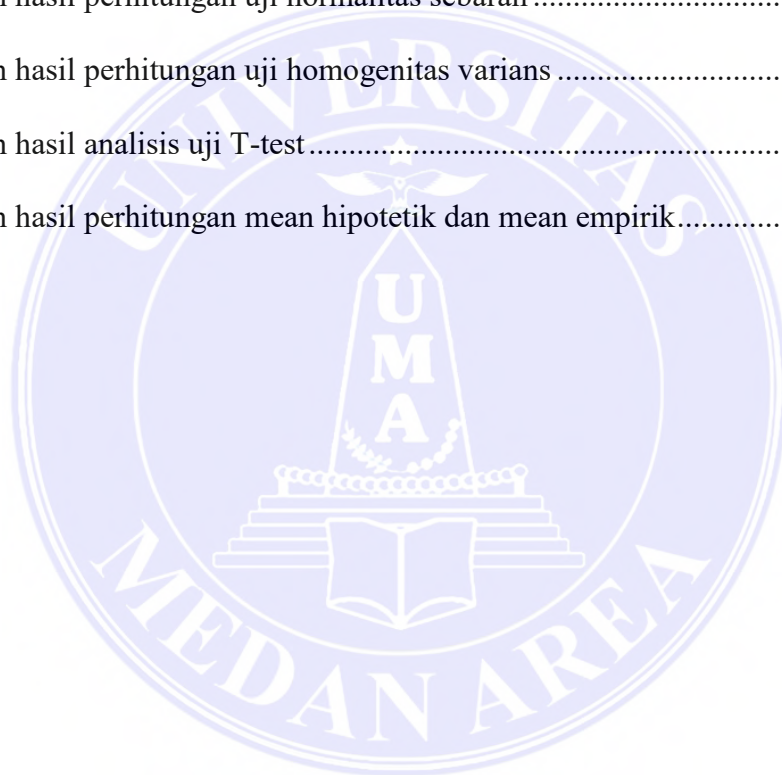 hasil perhitungan uji normalitas sebaran..............................
n hasil perhitungan uji homogenitas varians............................
n hasil analisis uji T-test............................................................
n hasil perhitungan mean hipotetik dan mean empirik.............
UNIVERSITAS
U
M
A
MEDAN AREA